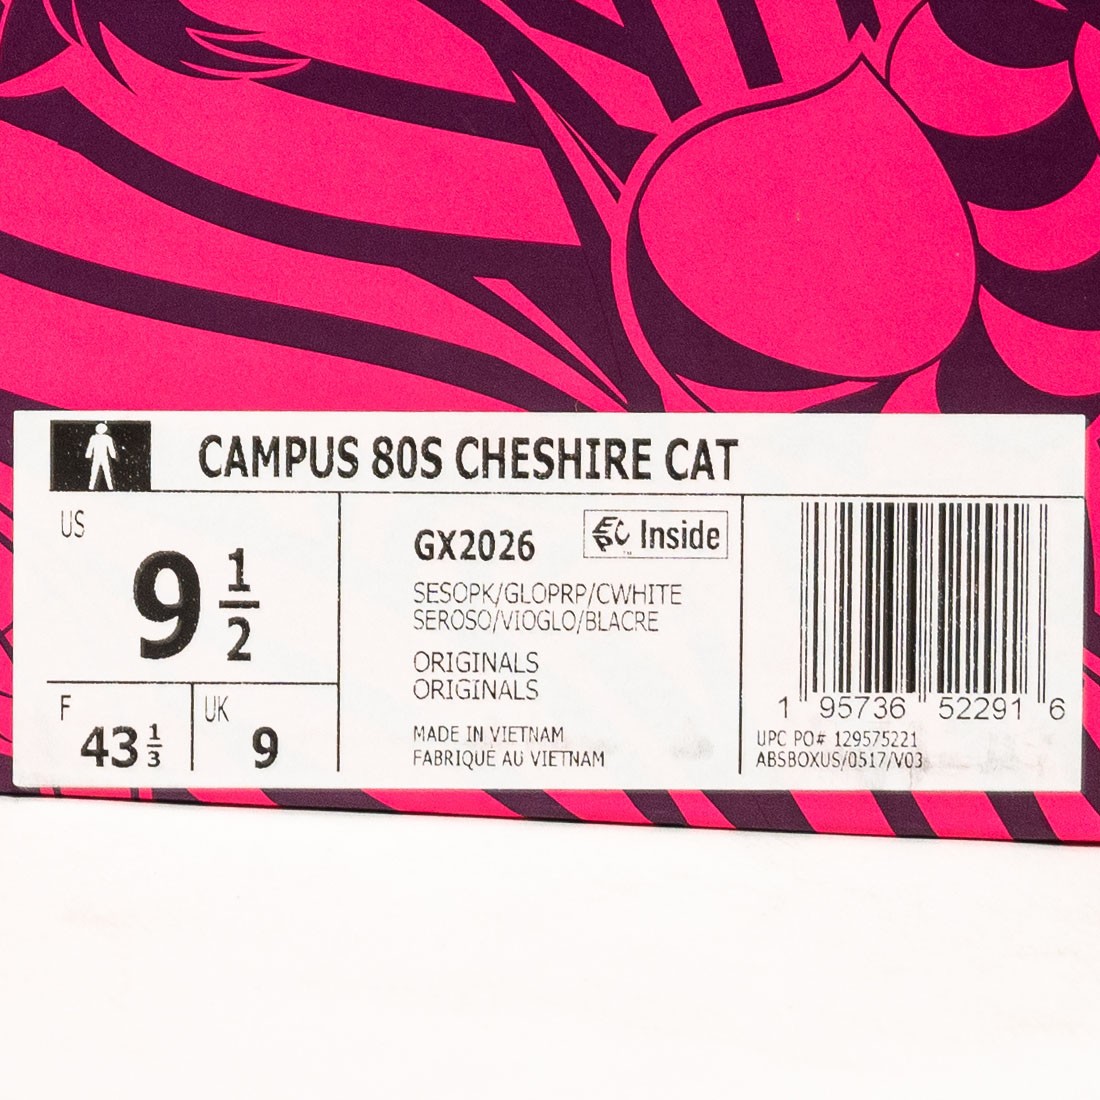 CAMPUS 80S CHESHIRE CAT
US
9 1/2
F
43 1/3
UK
9
GX2026
EPC Inside
™
SESOPK/GLOPRP/CWHITE
SEROSO/VIOGLO/BLACRE
ORIGINALS
ORIGINALS
MADE IN VIETNAM
FABRIQUÉ AU VIETNAM
1 95736 52291 6
UPC PO# 129575221
ABSBOXUS/0517/V03